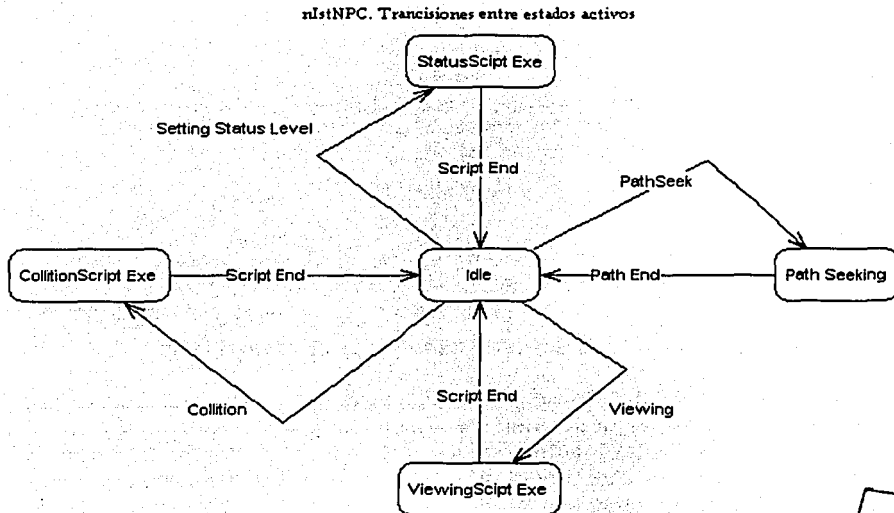 nIstNPC. Trancisiones entre estados activos
StatusScipt Exe
Setting Status Level
Script End
PathSeek
CollitionScript Exe
Script End
Idle
Path End
Path Seeking
Script End
Collition
Viewing
ViewingScipt Exe